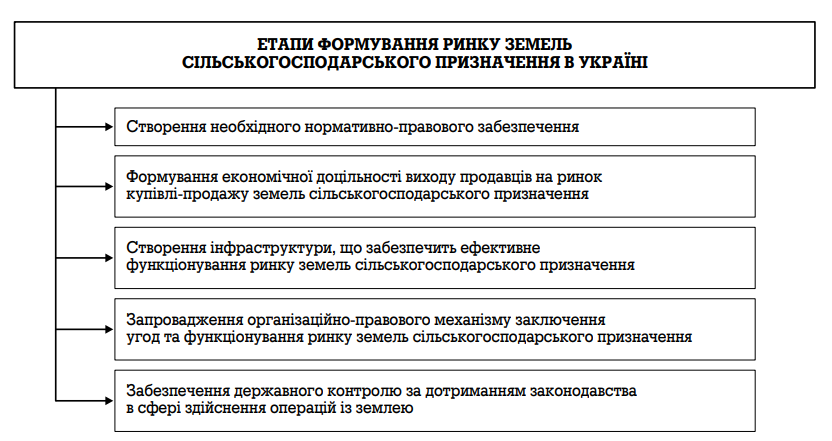 ЕТАПИ ФОРМУВАННЯ РИНКУ ЗЕМЕЛЬ
СІЛЬСЬКОГОСПОДАРСЬКОГО ПРИЗНАЧЕННЯ В УКРАЇНІ
Створення необхідного нормативно-правового забезпечення
Формування економічної доцільності виходу продавців на ринок
купівлі-продажу земель сільськогосподарського призначення
Створення інфраструктури, що забезпечить ефективне
функціонування ринку земель сільськогосподарського призначення
Запровадження організаційно-правового механізму заключення
угод та функціонування ринку земель сільськогосподарського призначення
Забезпечення державного контролю за дотриманням законодавства
в сфері здійснення операцій із землею